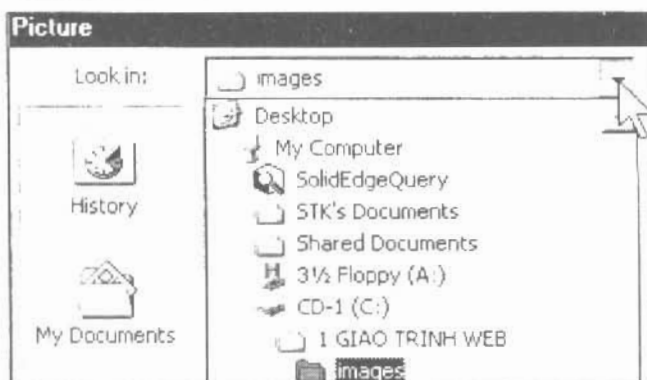 Picture
Look in:
images
Desktop
My Computer
SolidEdgeQuery
History
STK's Documents
Shared Documents
3½ Floppy (A:)
CD-1 (C:)
My Documents
1 GIAO TRINH WEB
images